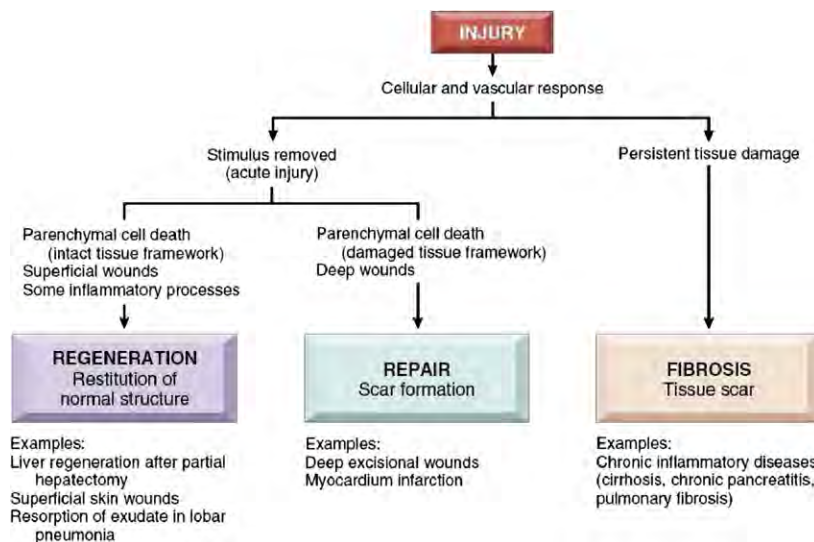 INJURY
Cellular and vascular response
Stimulus removed
(acute injury)
Persistent tissue damage
Parenchymal cell death
(intact tissue framework)
Superficial wounds
Some inflammatory processes
Parenchymal cell death
(damaged tissue framework)
Deep wounds
REGENERATION
Restitution of
normal structure
REPAIR
Scar formation
FIBROSIS
Tissue scar
Examples:
Liver regeneration after partial
hepatectomy
Superficial skin wounds
Resorption of exudate in lobar
pneumonia
Examples:
Deep excisional wounds
Myocardium infarction
Examples:
Chronic inflammatory diseases
(cirrhosis, chronic pancreatitis,
pulmonary fibrosis)